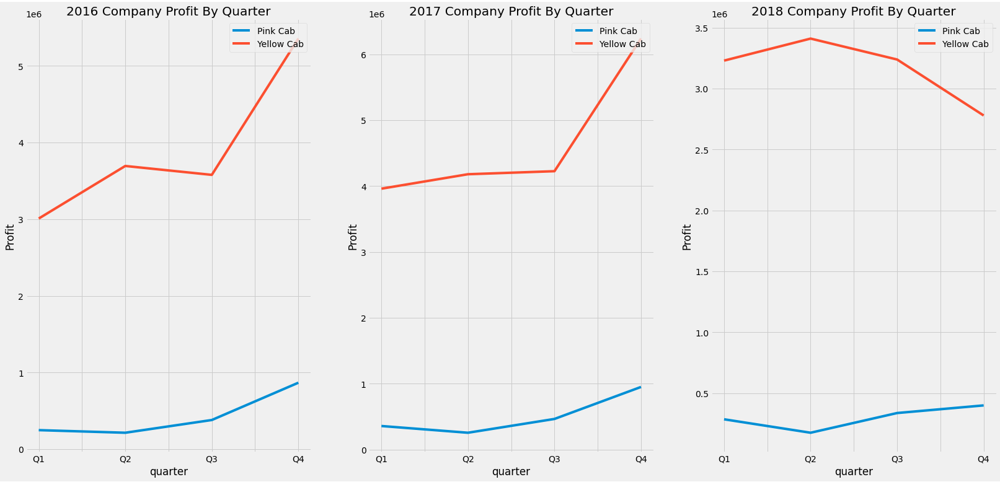 2016 Company Profit By Quarter
1e6
Pink Cab
Yellow Cab
5
4
3
2
1
0
Profit
Q1 Q2 Q3 Q4
quarter
2017 Company Profit By Quarter
1e6
Pink Cab
Yellow Cab
6
5
4
3
2
1
0
Profit
Q1 Q2 Q3 Q4
quarter
2018 Company Profit By Quarter
1e6
Pink Cab
Yellow Cab
3.5
3.0
2.5
2.0
1.5
1.0
0.5
Profit
Q1 Q2 Q3 Q4
quarter